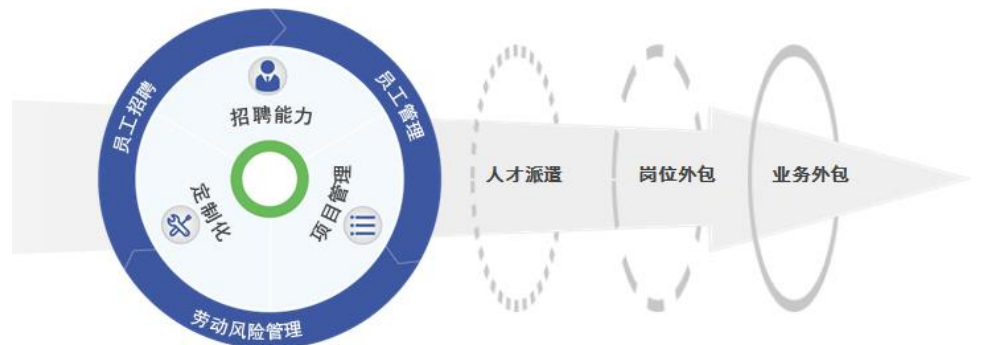 员工招聘
员工管理
招聘能力
定制化
项目管理
劳动风险管理
人才派遣
岗位外包
业务外包